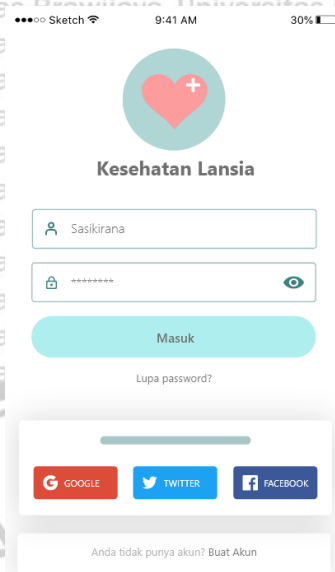 Sketch 9:41 AM 30%
Kesehatan Lansia
Sasikirana
********
Masuk
Lupa password?
G GOOGLE TWITTER f FACEBOOK
Anda tidak punya akun? Buat Akun